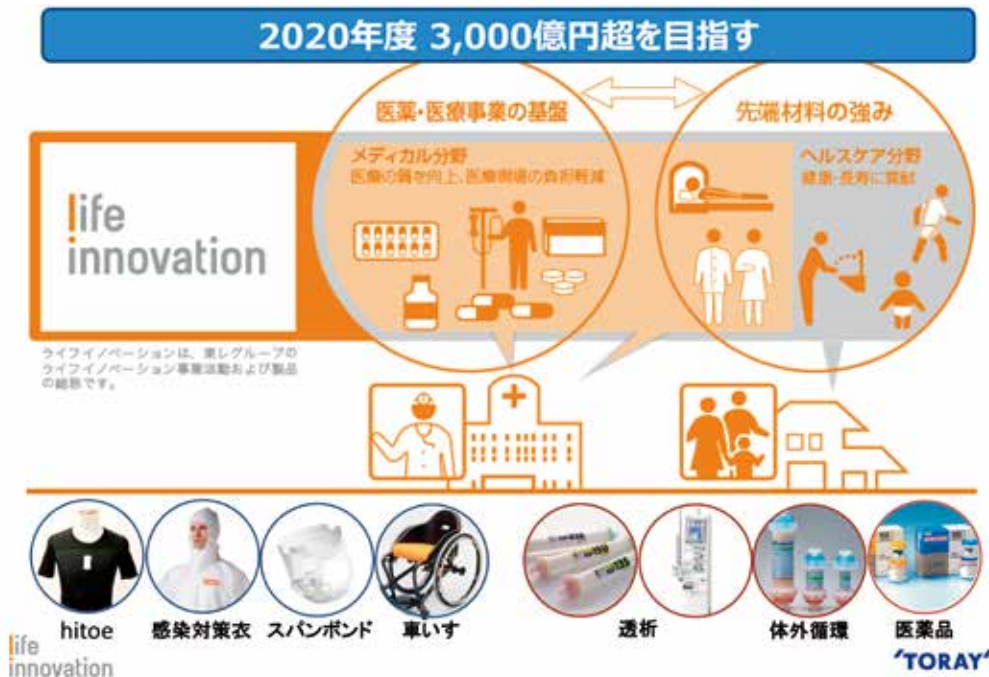 2020年度 3,000億円超を目指す
医薬・医療事業の基盤
先端材料の強み
メディカル分野
医療の質を向上、医療現場の負担軽減
ヘルスケア分野
健康・長寿に貢献
life
innovation
ライフイノベーションは、東レグループの
ライフイノベーション事業活動および製品
の総称です。
hitoe
感染対策衣
スパンボンド
車いす
透析
体外循環
医薬品
life
innovation
'TORAY'